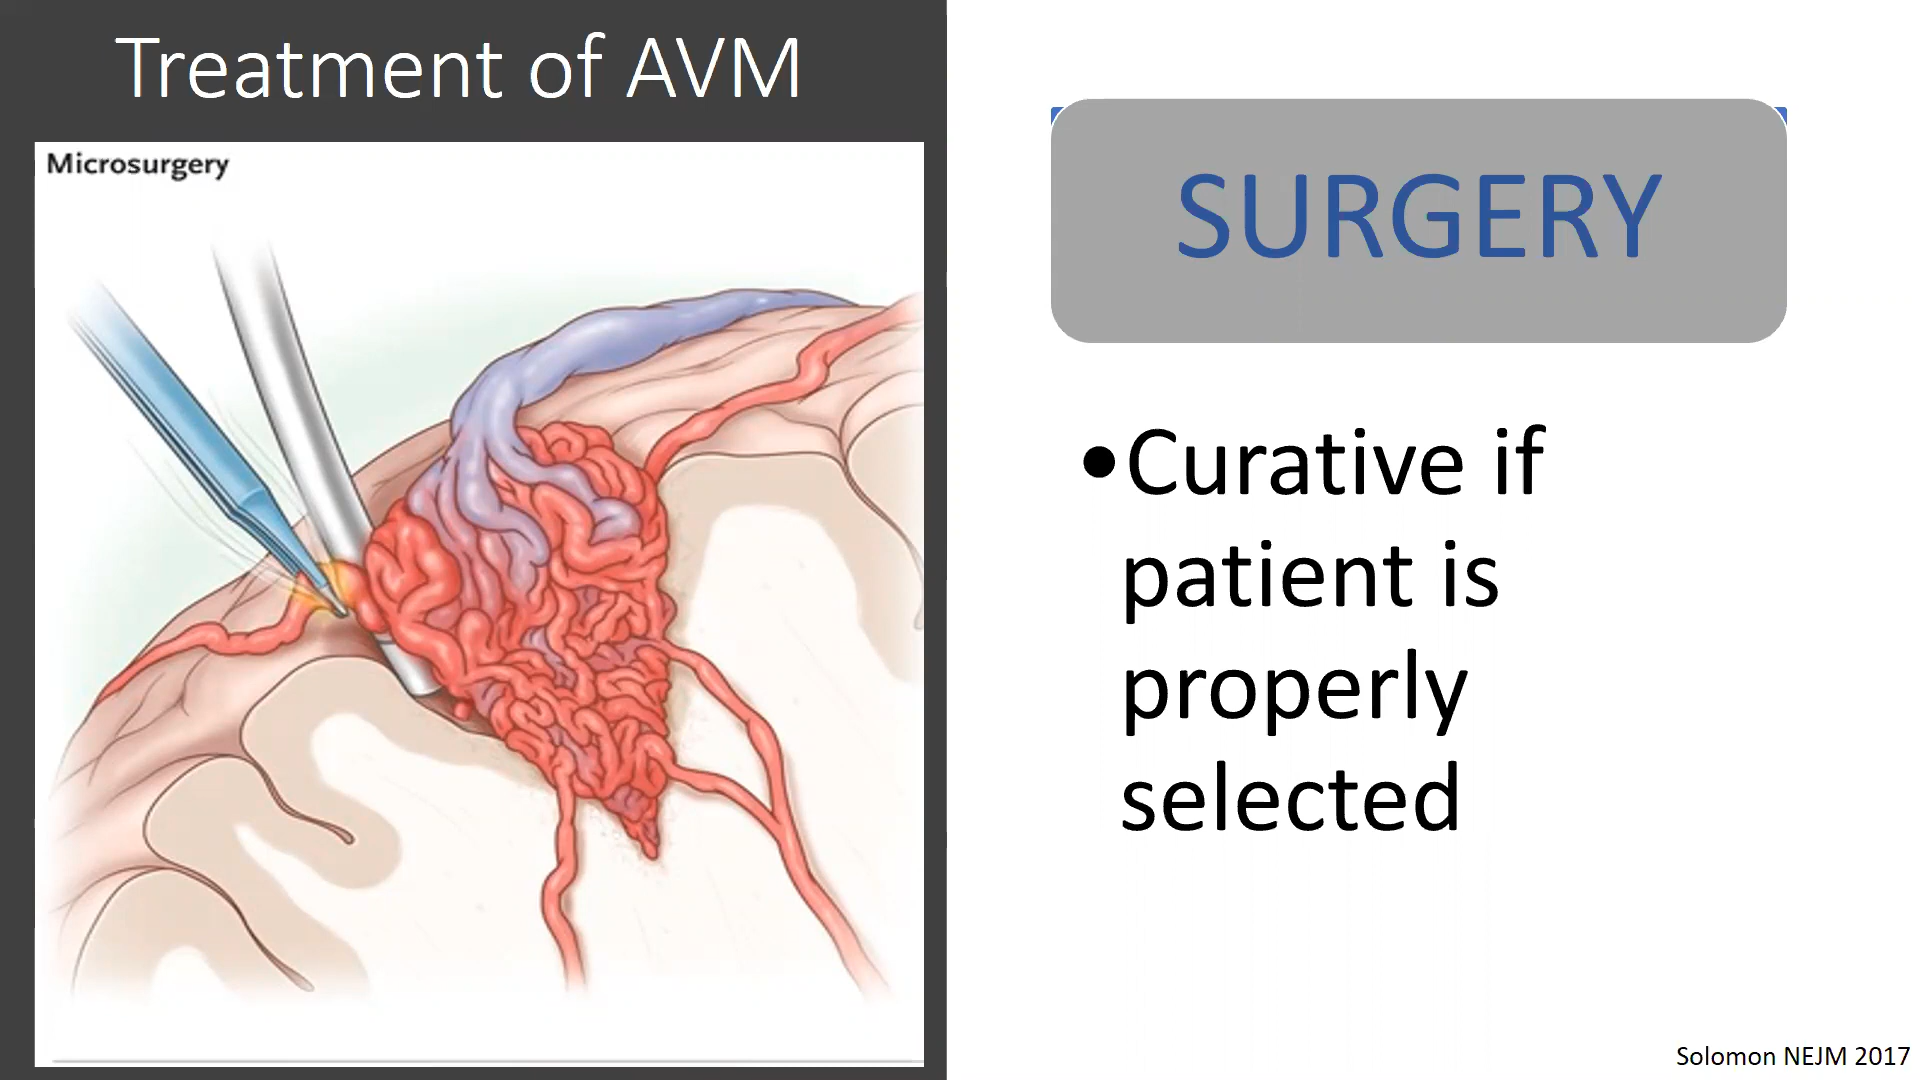 Treatment of AVM
Microsurgery
SURGERY
•Curative if
patient is
properly
selected
Solomon NEJM 2017